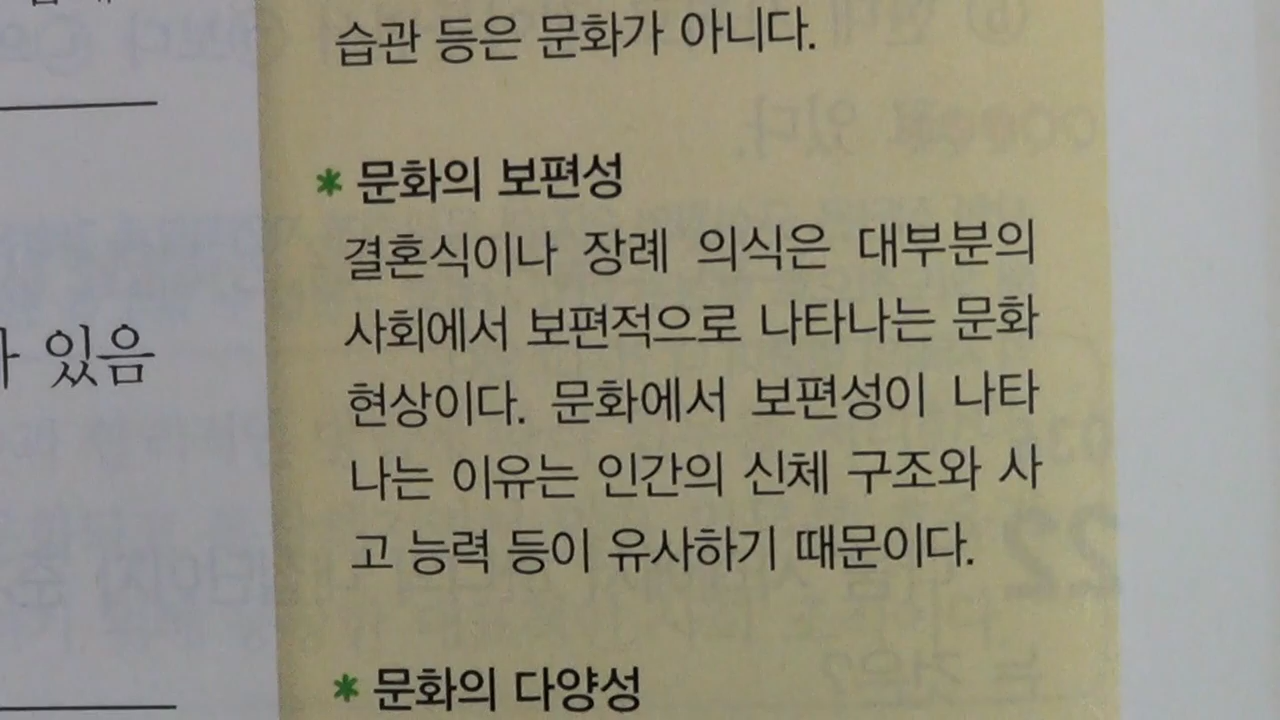 습관 등은 문화가 아니다.
* 문화의 보편성
결혼식이나 장례 의식은 대부분의
사회에서 보편적으로 나타나는 문화
현상이다. 문화에서 보편성이 나타
나는 이유는 인간의 신체 구조와 사
고 능력 등이 유사하기 때문이다.
* 문화의 다양성
있음